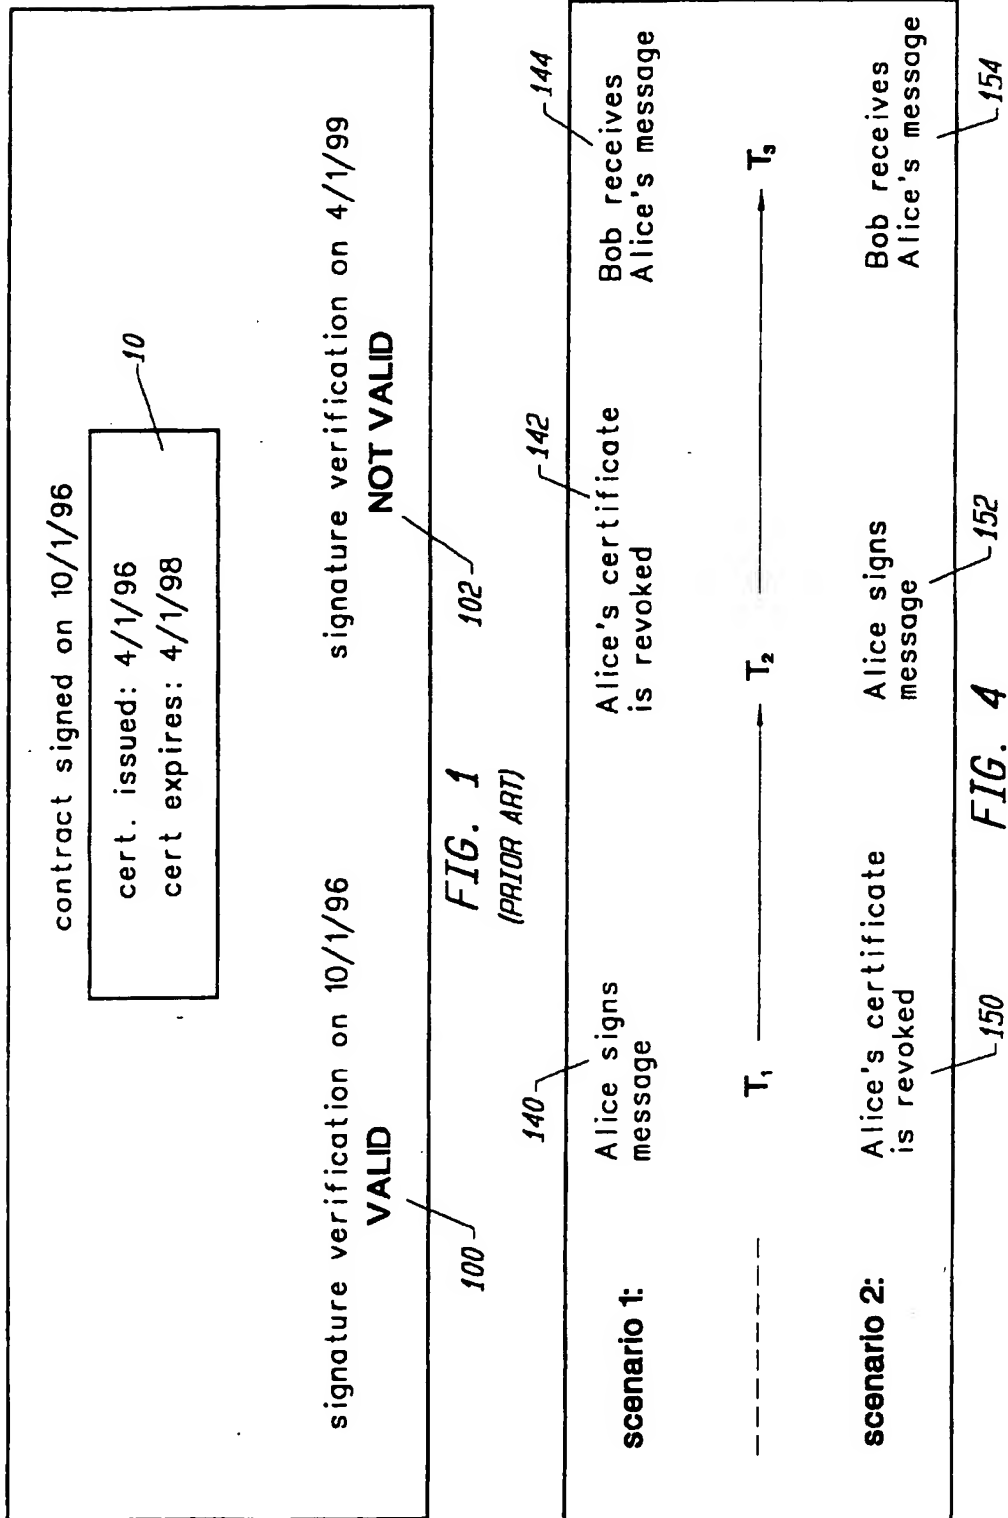 contract signed on 10/1/96
cert. issued: 4/1/96
cert expires: 4/1/98
10
signature verification on 10/1/96
VALID
100
signature verification on 4/1/99
NOT VALID
102
FIG. 1
(PRIOR ART)
140
142
144
scenario 1:
Alice signs
message
Alice's certificate
is revoked
Bob receives
Alice's message
T₁
T₂
T₃
scenario 2:
Alice's certificate
is revoked
Alice signs
message
Bob receives
Alice's message
150
152
154
FIG. 4